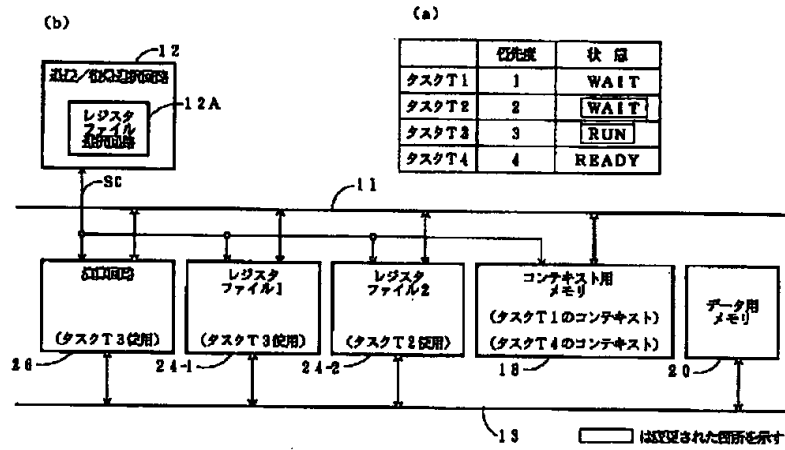 (b)
(a)
12
レジスタ
ファイル
12A
優先度
状 態
タスクT1
1
WAIT
タスクT2
2
WAIT
タスクT3
3
RUN
タスクT4
4
READY
SC
11
(タスクT3使用)
26
レジスタ
ファイル1
(タスクT3使用)
24-1
レジスタ
ファイル2
(タスクT2使用)
24-2
コンテキスト用
メモリ
(タスクT1のコンテキスト)
(タスクT4のコンテキスト)
18
データ用
メモリ
20
13
は変更された箇所を示す